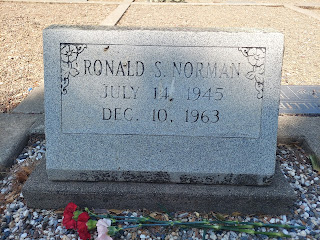 RONALD S. NORMAN
JULY 14, 1945
DEC. 10, 1963